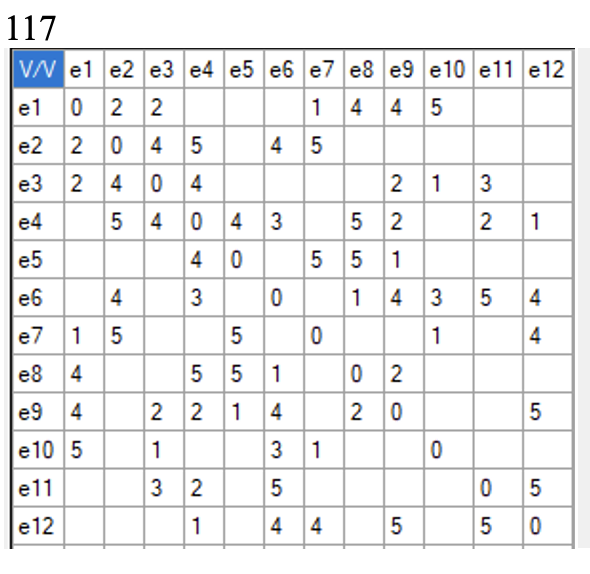 117
V/V e1 e2 e3 e4 e5 e6 e7 e8 e9 e10 e11 e12
e1 0 2 2 1 4 4 5
e2 2 0 4 5 4 5
e3 2 4 0 4 2 1 3
e4 5 4 0 4 3 5 2 2 1
e5 4 0 5 5 1
e6 4 3 0 1 4 3 5 4
e7 1 5 5 0 1 4
e8 4 5 5 1 0 2
e9 4 2 2 1 4 2 0 5
e10 5 1 3 1 0
e11 3 2 5 0 5
e12 1 4 4 5 5 0